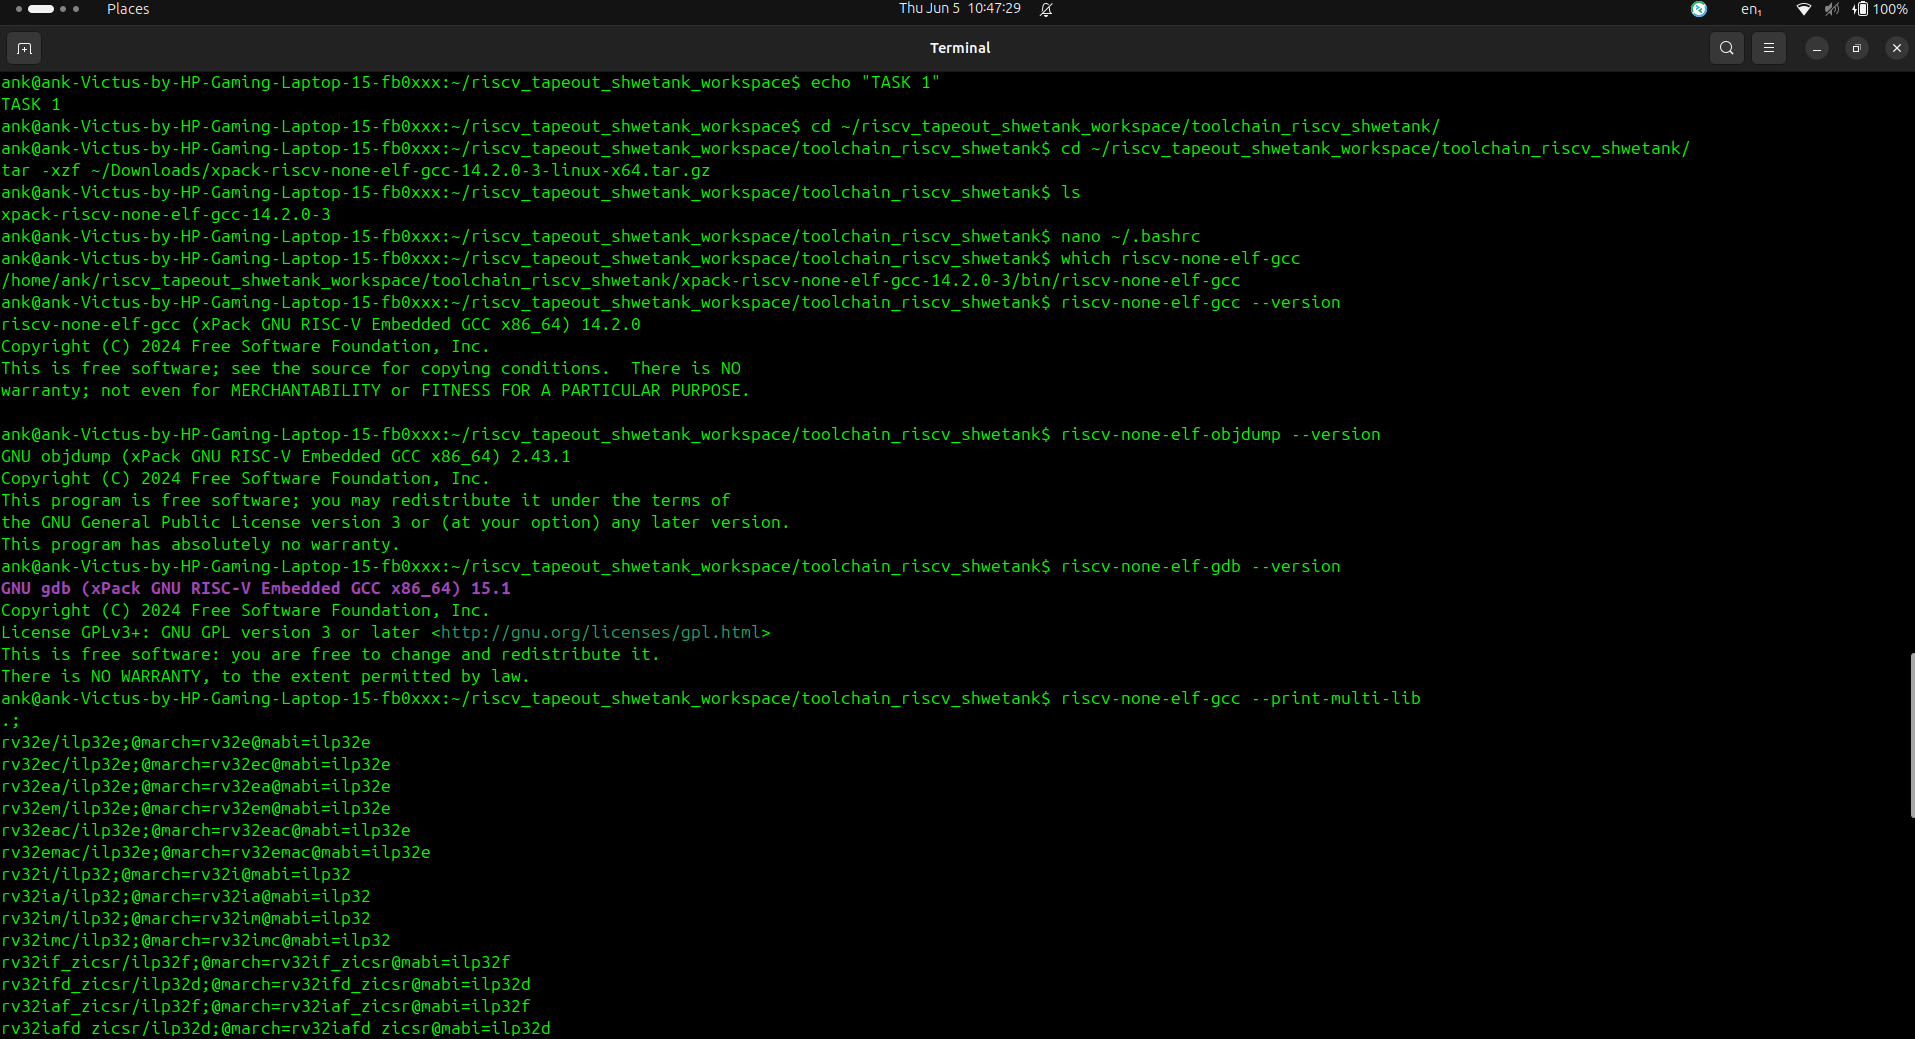 Places
Thu Jun 5 10:47:29
en₁
100%
Terminal
ank@ank-Victus-by-HP-Gaming-Laptop-15-fb0xxx:~/riscv_tapeout_shwetank_workspace$ echo "TASK 1"
TASK 1
ank@ank-Victus-by-HP-Gaming-Laptop-15-fb0xxx:~/riscv_tapeout_shwetank_workspace$ cd ~/riscv_tapeout_shwetank_workspace/toolchain_riscv_shwetank/
ank@ank-Victus-by-HP-Gaming-Laptop-15-fb0xxx:~/riscv_tapeout_shwetank_workspace/toolchain_riscv_shwetank$ cd ~/riscv_tapeout_shwetank_workspace/toolchain_riscv_shwetank/
tar -xzf ~/Downloads/xpack-riscv-none-elf-gcc-14.2.0-3-linux-x64.tar.gz
ank@ank-Victus-by-HP-Gaming-Laptop-15-fb0xxx:~/riscv_tapeout_shwetank_workspace/toolchain_riscv_shwetank$ ls
xpack-riscv-none-elf-gcc-14.2.0-3
ank@ank-Victus-by-HP-Gaming-Laptop-15-fb0xxx:~/riscv_tapeout_shwetank_workspace/toolchain_riscv_shwetank$ nano ~/.bashrc
ank@ank-Victus-by-HP-Gaming-Laptop-15-fb0xxx:~/riscv_tapeout_shwetank_workspace/toolchain_riscv_shwetank$ which riscv-none-elf-gcc
/home/ank/riscv_tapeout_shwetank_workspace/toolchain_riscv_shwetank/xpack-riscv-none-elf-gcc-14.2.0-3/bin/riscv-none-elf-gcc
ank@ank-Victus-by-HP-Gaming-Laptop-15-fb0xxx:~/riscv_tapeout_shwetank_workspace/toolchain_riscv_shwetank$ riscv-none-elf-gcc --version
riscv-none-elf-gcc (xPack GNU RISC-V Embedded GCC x86_64) 14.2.0
Copyright (C) 2024 Free Software Foundation, Inc.
This is free software; see the source for copying conditions.  There is NO
warranty; not even for MERCHANTABILITY or FITNESS FOR A PARTICULAR PURPOSE.
ank@ank-Victus-by-HP-Gaming-Laptop-15-fb0xxx:~/riscv_tapeout_shwetank_workspace/toolchain_riscv_shwetank$ riscv-none-elf-objdump --version
GNU objdump (xPack GNU RISC-V Embedded GCC x86_64) 2.43.1
Copyright (C) 2024 Free Software Foundation, Inc.
This program is free software; you may redistribute it under the terms of
the GNU General Public License version 3 or (at your option) any later version.
This program has absolutely no warranty.
ank@ank-Victus-by-HP-Gaming-Laptop-15-fb0xxx:~/riscv_tapeout_shwetank_workspace/toolchain_riscv_shwetank$ riscv-none-elf-gdb --version
GNU gdb (xPack GNU RISC-V Embedded GCC x86_64) 15.1
Copyright (C) 2024 Free Software Foundation, Inc.
License GPLv3+: GNU GPL version 3 or later <http://gnu.org/licenses/gpl.html>
This is free software: you are free to change and redistribute it.
There is NO WARRANTY, to the extent permitted by law.
ank@ank-Victus-by-HP-Gaming-Laptop-15-fb0xxx:~/riscv_tapeout_shwetank_workspace/toolchain_riscv_shwetank$ riscv-none-elf-gcc --print-multi-lib
.;
rv32e/ilp32e;@march=rv32e@mabi=ilp32e
rv32ec/ilp32e;@march=rv32ec@mabi=ilp32e
rv32ea/ilp32e;@march=rv32ea@mabi=ilp32e
rv32em/ilp32e;@march=rv32em@mabi=ilp32e
rv32eac/ilp32e;@march=rv32eac@mabi=ilp32e
rv32emac/ilp32e;@march=rv32emac@mabi=ilp32e
rv32i/ilp32;@march=rv32i@mabi=ilp32
rv32ia/ilp32;@march=rv32ia@mabi=ilp32
rv32im/ilp32;@march=rv32im@mabi=ilp32
rv32imc/ilp32;@march=rv32imc@mabi=ilp32
rv32if_zicsr/ilp32f;@march=rv32if_zicsr@mabi=ilp32f
rv32ifd_zicsr/ilp32d;@march=rv32ifd_zicsr@mabi=ilp32d
rv32iaf_zicsr/ilp32f;@march=rv32iaf_zicsr@mabi=ilp32f
rv32iafd_zicsr/ilp32d;@march=rv32iafd_zicsr@mabi=ilp32d